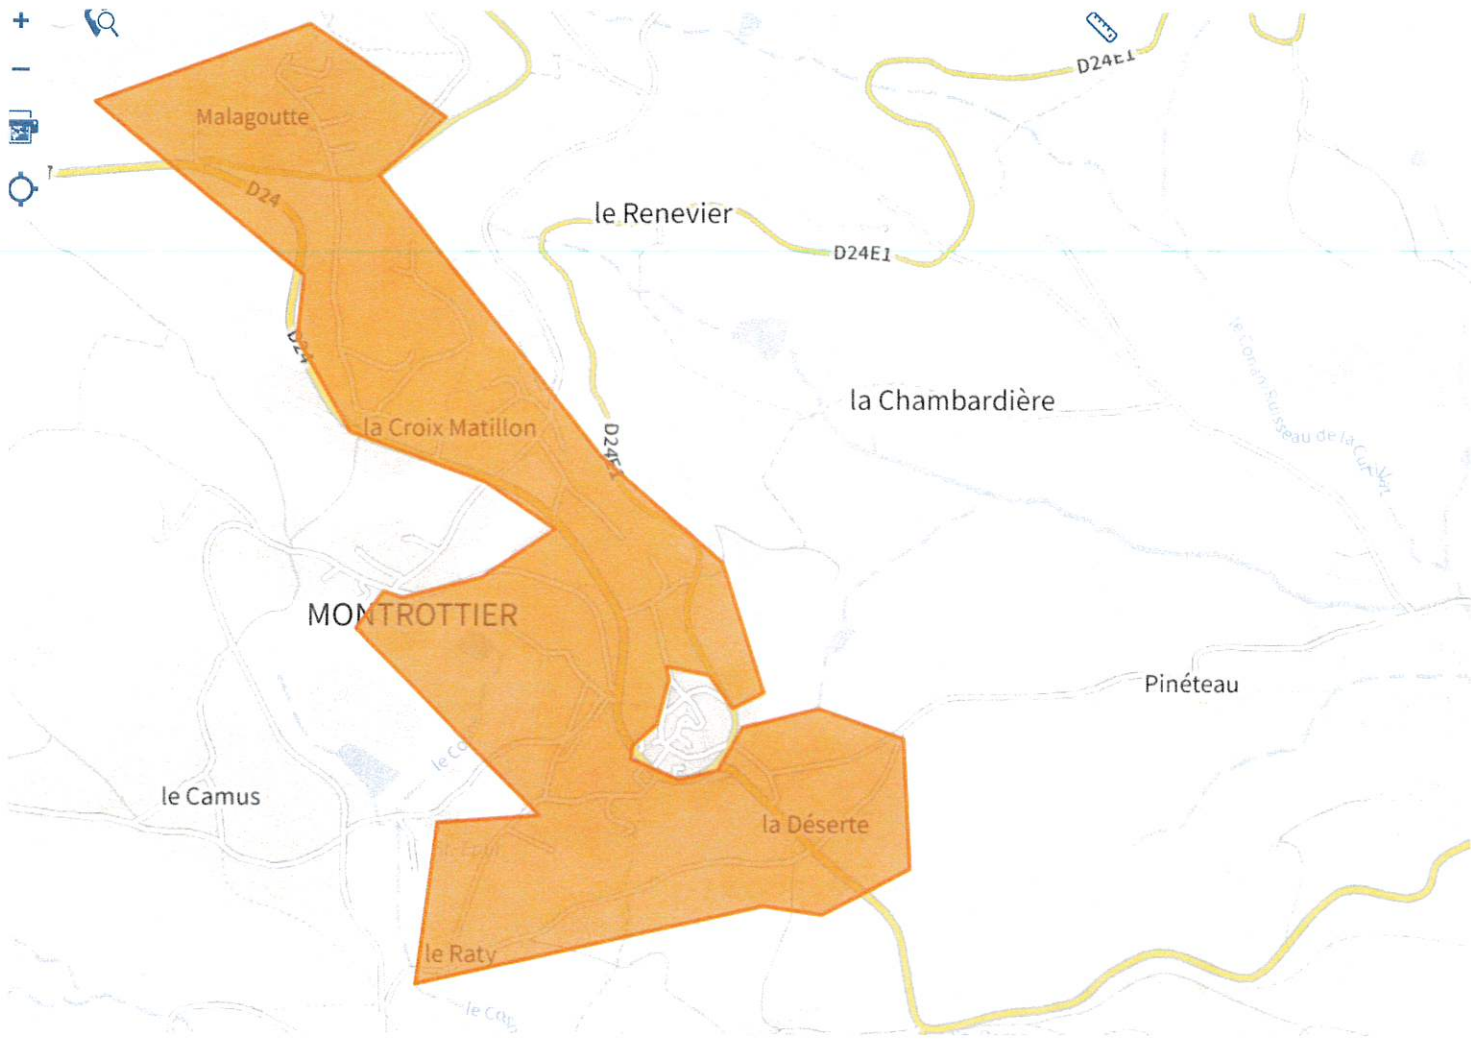 D24E1
Malagoutte
7
D24
le Renevier
D24E1
D24
la Chambardière
la Croix Matillon
D24E1
MONTROTTIER
Pinéteau
le Camus
la Déserte
le Raty